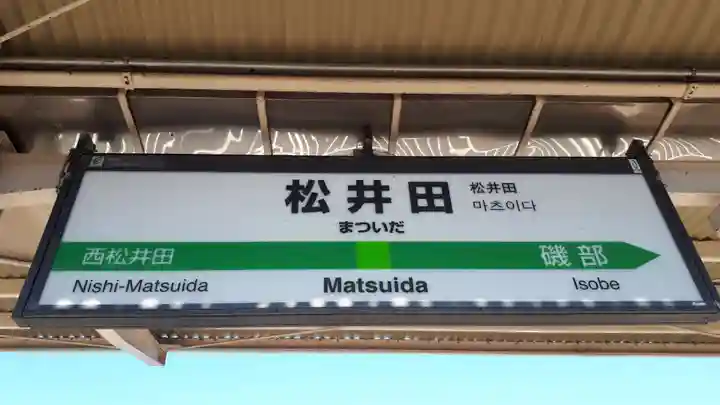 松井田
松井田
마츠이다
まついだ
西松井田
磯部
Nishi-Matsuida
Matsuida
Isobe